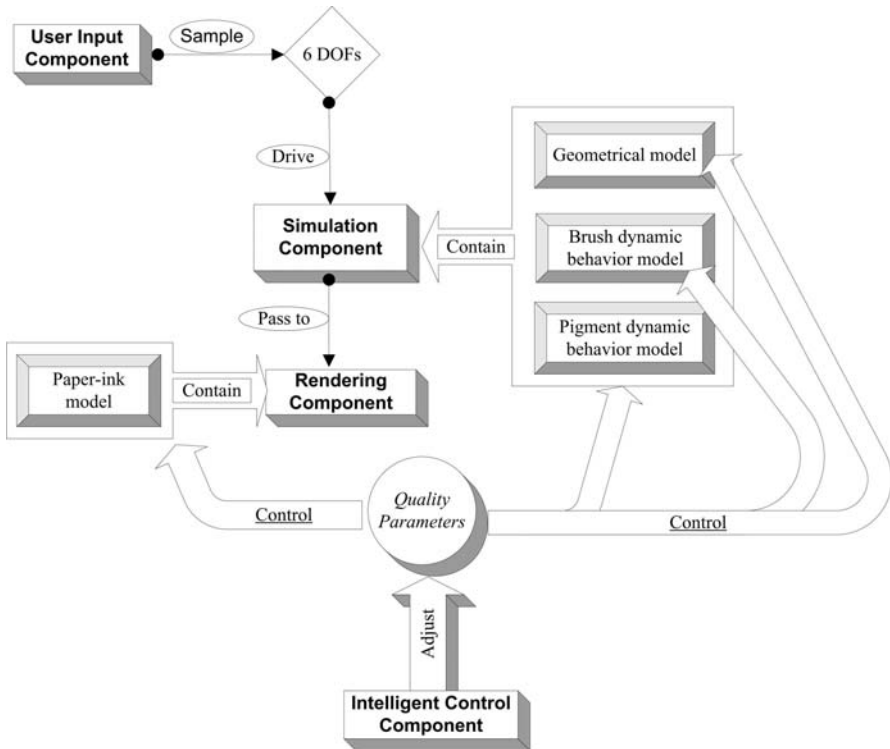 User Input
Component
Sample
6 DOFs
Drive
Simulation
Component
Contain
Geometrical model
Brush dynamic
behavior model
Pigment dynamic
behavior model
Pass to
Paper-ink
model
Contain
Rendering
Component
Control
Quality
Parameters
Control
Adjust
Intelligent Control
Component